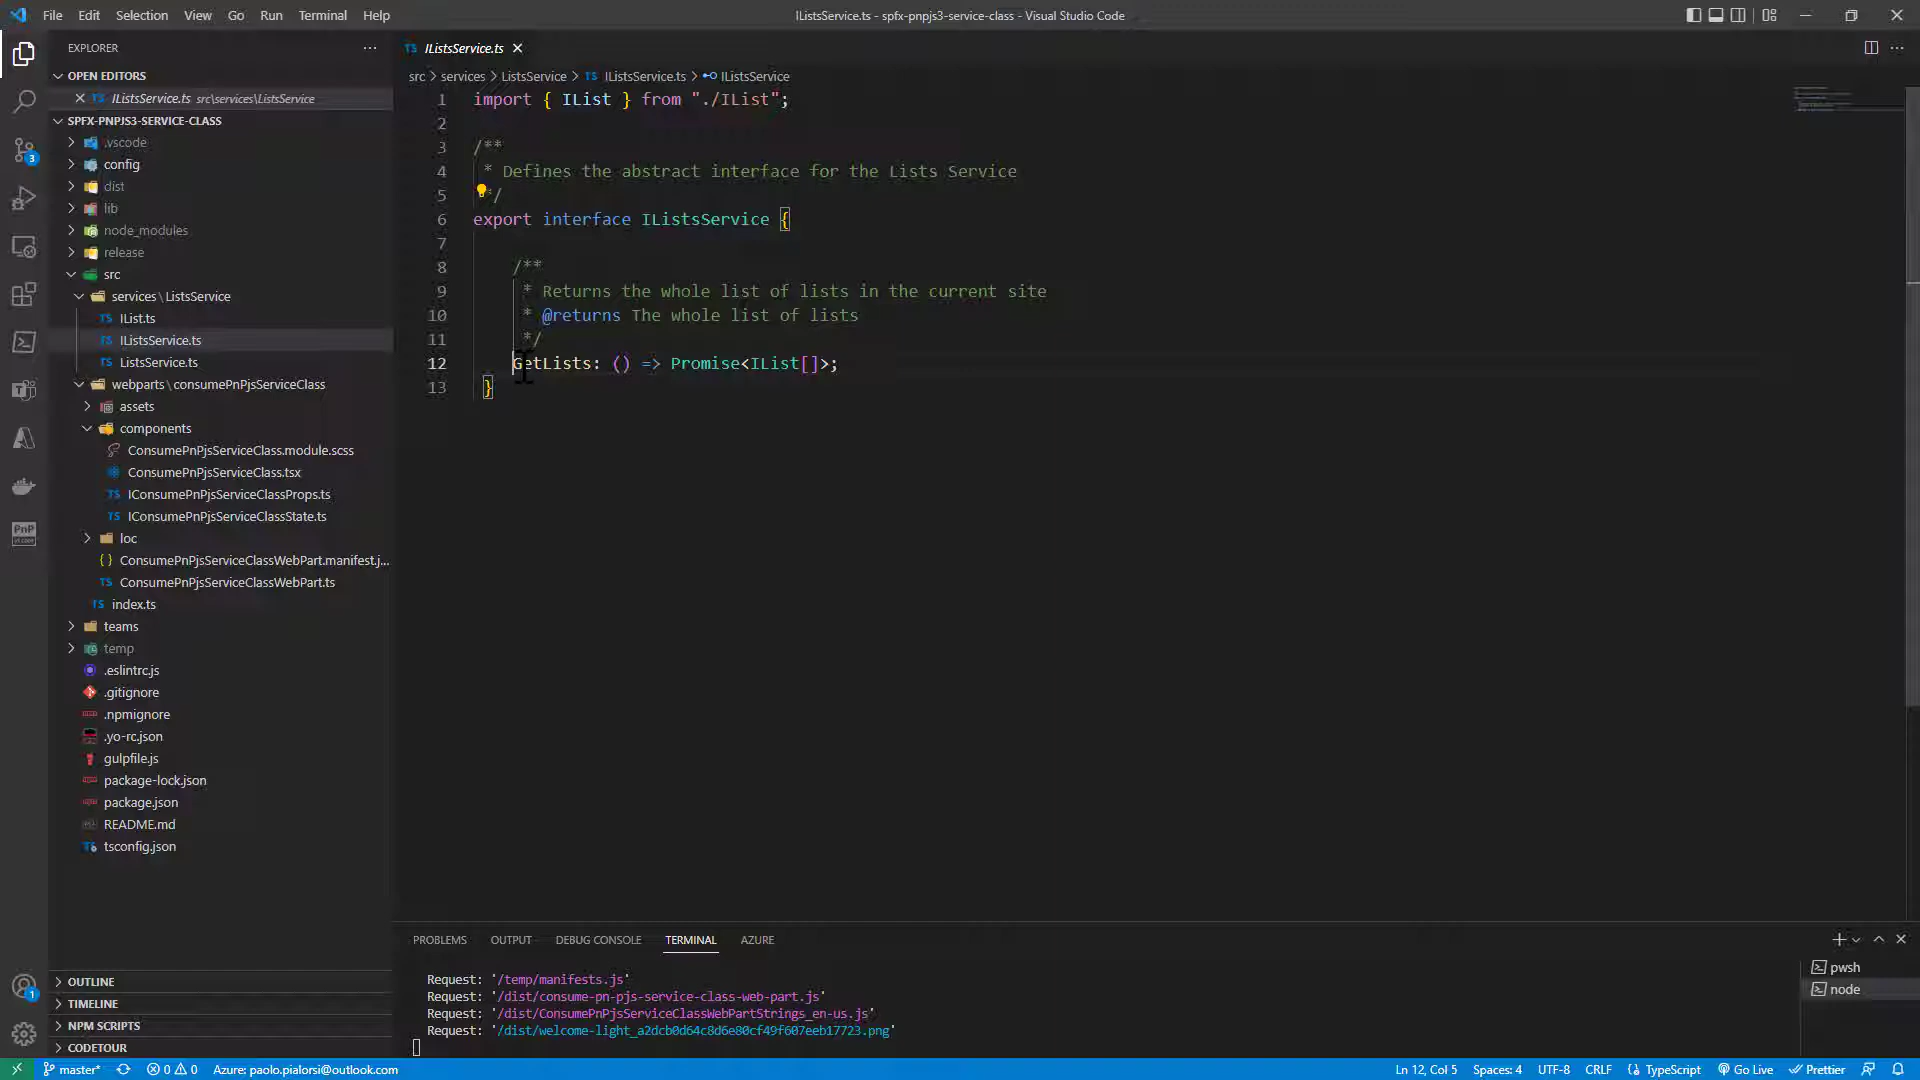 File Edit Selection View Go Run Terminal Help
IListsService.ts - spfx-pnpjs3-service-class - Visual Studio Code
EXPLORER
OPEN EDITORS
IListsService.ts src\services\ListsService
SPFX-PNPJS3-SERVICE-CLASS
.vscode
config
dist
lib
node_modules
release
src
services\ListsService
IList.ts
IListsService.ts
ListsService.ts
webparts\consumePnPjsServiceClass
assets
components
ConsumePnPjsServiceClass.module.scss
ConsumePnPjsServiceClass.tsx
IConsumePnPjsServiceClassProps.ts
IConsumePnPjsServiceClassState.ts
loc
ConsumePnPjsServiceClassWebPart.manifest.j...
ConsumePnPjsServiceClassWebPart.ts
index.ts
teams
temp
.eslintrc.js
.gitignore
.npmignore
.yo-rc.json
gulpfile.js
package-lock.json
package.json
README.md
tsconfig.json
OUTLINE
TIMELINE
NPM SCRIPTS
CODETOUR
IListsService.ts
src > services > ListsService > TS IListsService.ts > IListsService
1 import { IList } from "./IList";
2
3 /**
4 * Defines the abstract interface for the Lists Service
5 */
6 export interface IListsService {
7
8 /**
9 * Returns the whole list of lists in the current site
10 * @returns The whole list of lists
11 */
12 GetLists: () => Promise<IList[]>;
13 }
PROBLEMS OUTPUT DEBUG CONSOLE TERMINAL AZURE
Request: '/temp/manifests.js'
Request: '/dist/consume-pn-pjs-service-class-web-part.js'
Request: '/dist/ConsumePnPjsServiceClassWebPartStrings_en-us.js'
Request: '/dist/welcome-light_a2dcb0d64c8d6e80cf49f607eeb17723.png'
pwsh
node
master* 0 0 Azure: paolo.pialorsi@outlook.com
Ln 12, Col 5 Spaces: 4 UTF-8 CRLF {} TypeScript Go Live Prettier